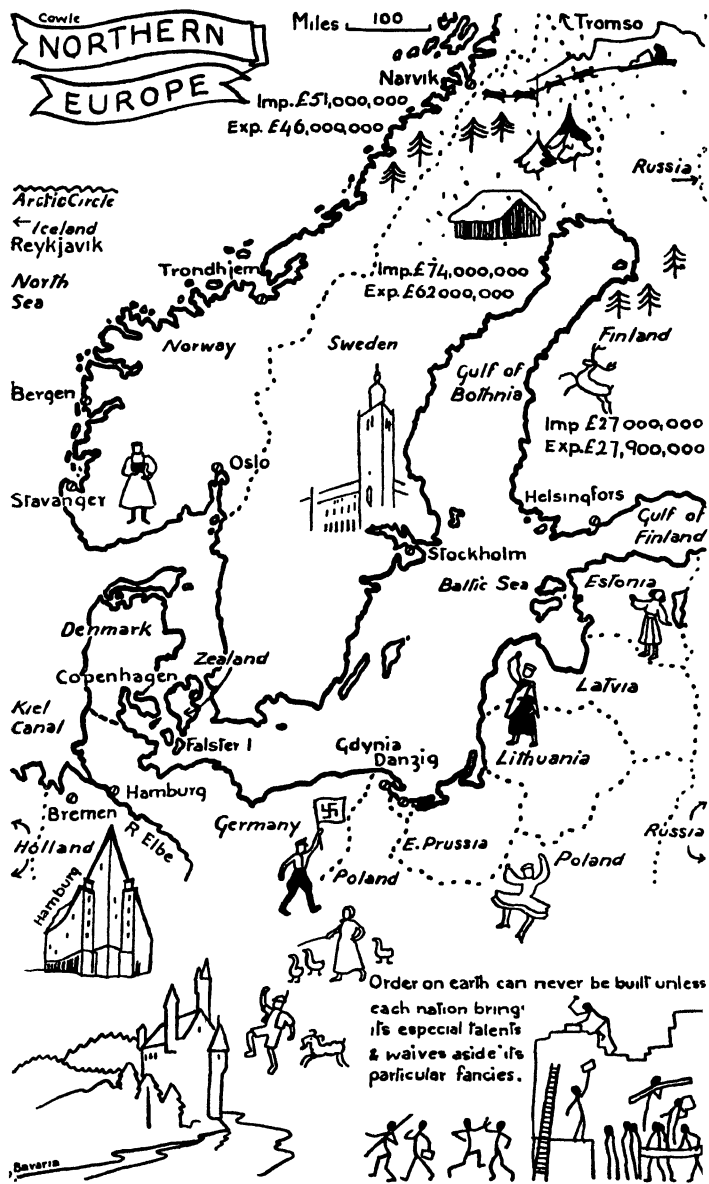 Cowle
NORTHERN
EUROPE
Miles 100
Tromso
Narvik
Imp. £51,000,000
Exp. £46,000,000
Russia
Arctic Circle
Iceland
Reykjavik
North
Sea
Trondhjem
Imp. £74,000,000
Exp. £62000,000
Norway
Sweden
Finland
Gulf of
Bothnia
Bergen
Imp £27000,000
Exp. £27,900,000
Oslo
Stavanger
Helsingfors
Gulf of
Finland
Stockholm
Baltic Sea
Estonia
Denmark
Zealand
Copenhagen
Latvia
Kiel
Canal
Falster I
Gdynia
Danzig
Lithuania
Hamburg
Bremen
R. Elbe
Germany
Holland
E. Prussia
Russia
Poland
Poland
Hamburg
Order on earth can never be built unless
each nation brings
its especial talents
& waives aside its
particular fancies.
Bavaria